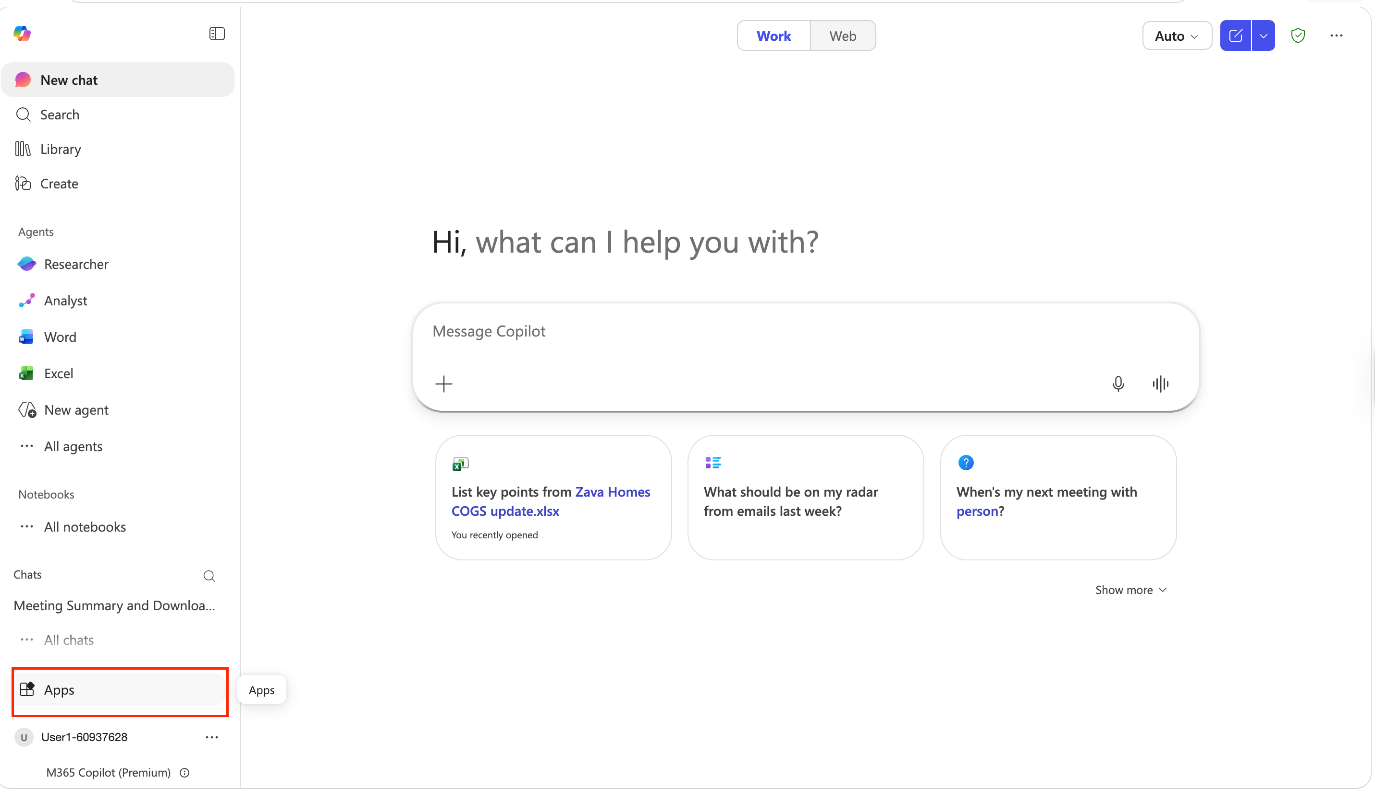 Work
Web
Auto
New chat
Search
Library
Create
Agents
Researcher
Analyst
Word
Excel
New agent
All agents
Notebooks
All notebooks
Chats
Meeting Summary and Downloa...
All chats
Apps
Apps
U
User1-60937628
M365 Copilot (Premium)
Hi, what can I help you with?
Message Copilot
List key points from Zava Homes
COGS update.xlsx
You recently opened
What should be on my radar
from emails last week?
When's my next meeting with
person?
Show more